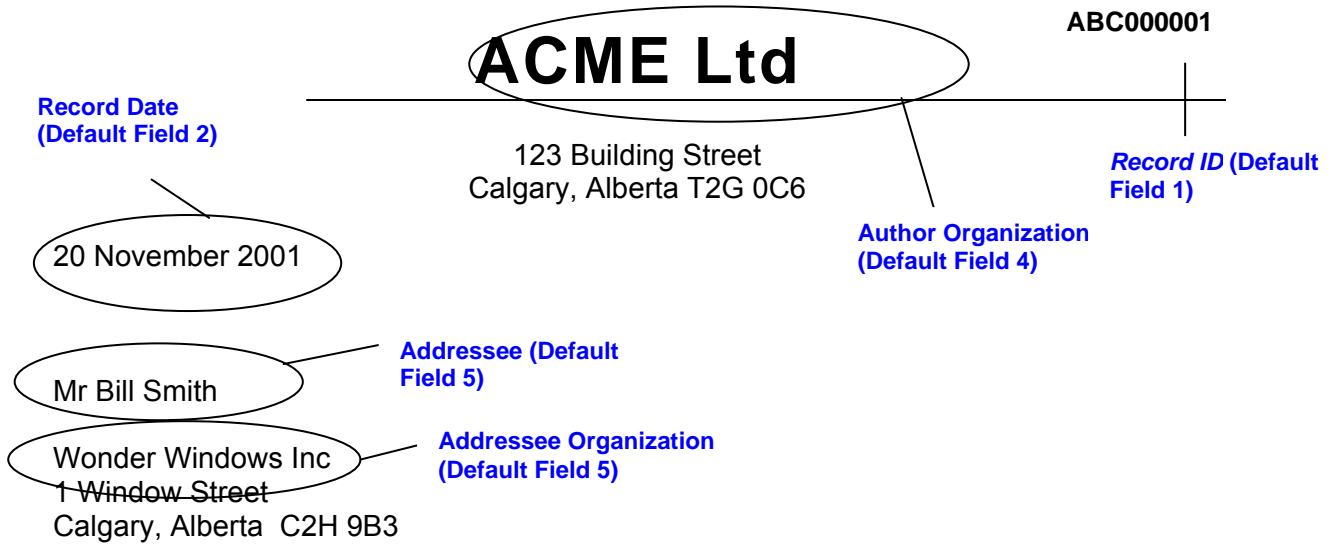 ABC000001
ACME Ltd
Record Date
(Default Field 2)
123 Building Street
Calgary, Alberta T2G 0C6
Record ID (Default
Field 1)
Author Organization
(Default Field 4)
20 November 2001
Addressee (Default
Field 5)
Mr Bill Smith
Addressee Organization
(Default Field 5)
Wonder Windows Inc
1 Window Street
Calgary, Alberta C2H 9B3